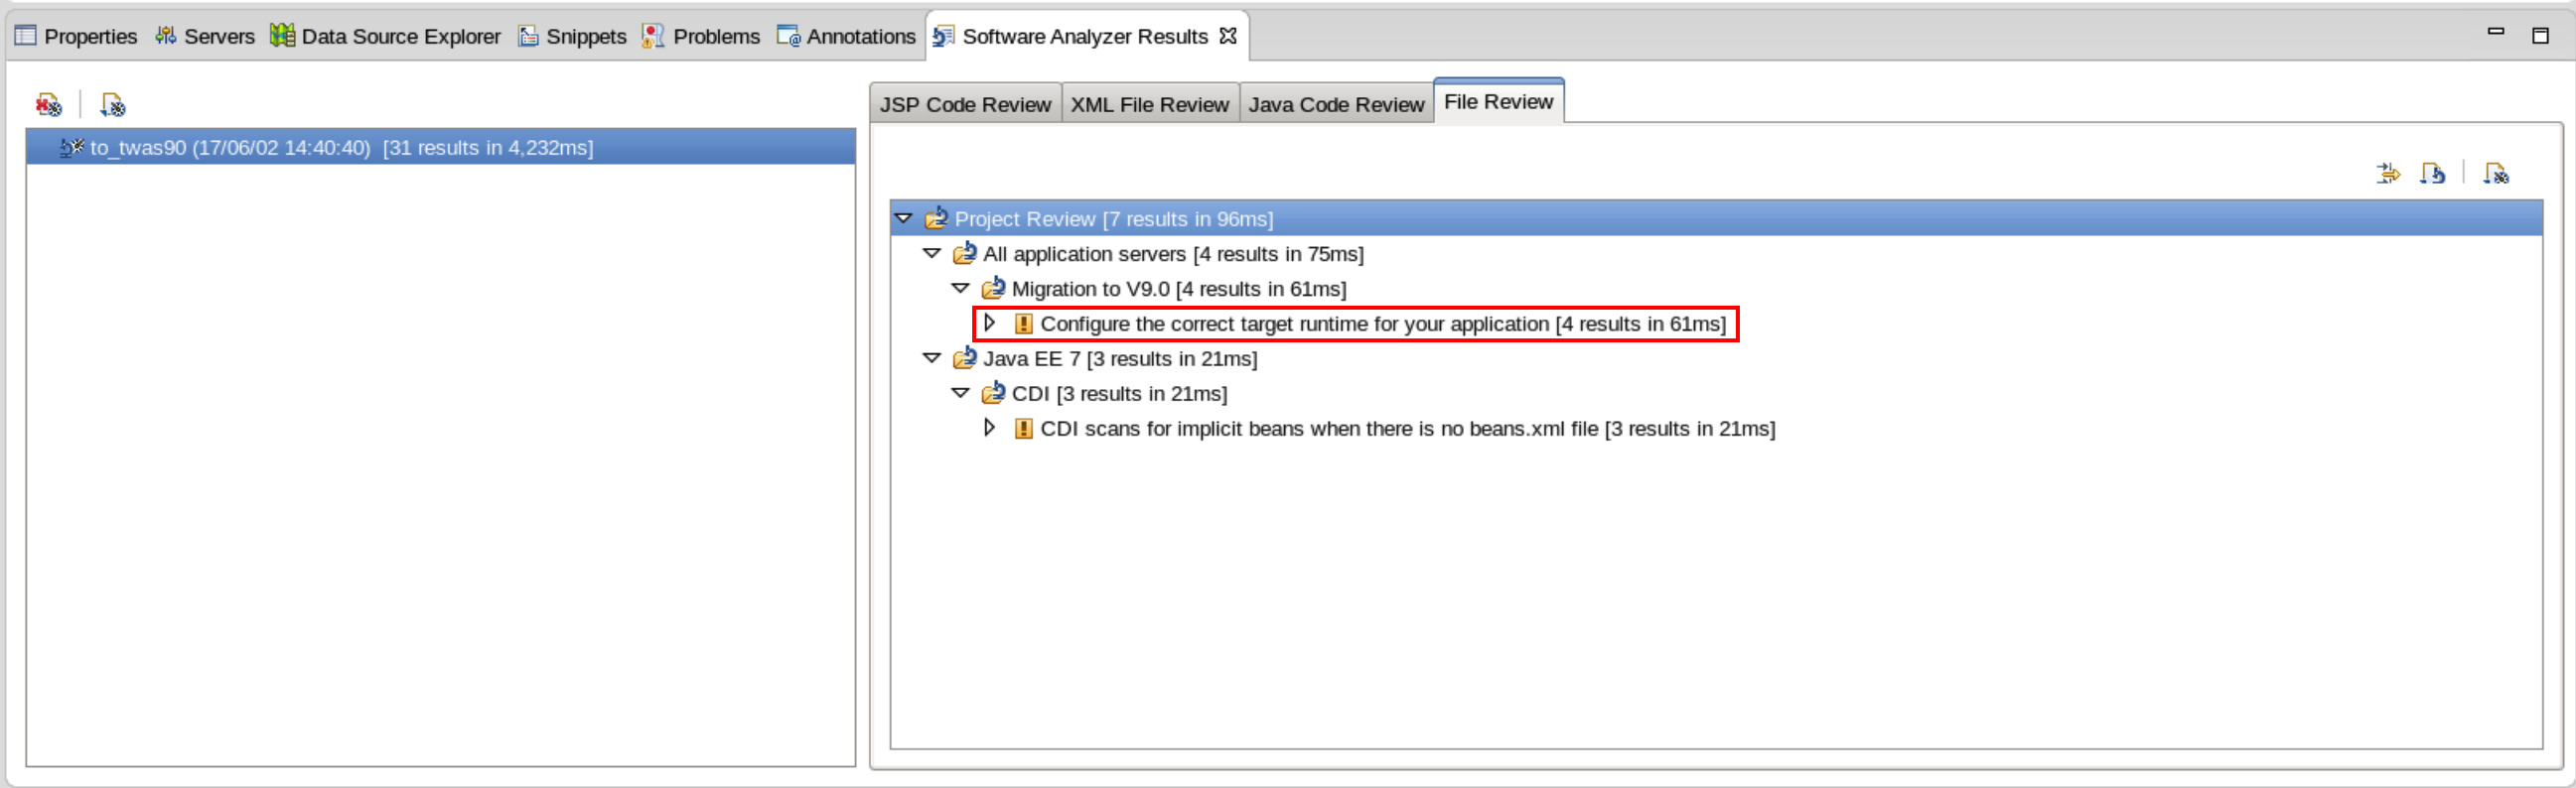 Properties Servers Data Source Explorer Snippets Problems Annotations Software Analyzer Results
to_twas90 (17/06/02 14:40:40) [31 results in 4,232ms]
JSP Code Review XML File Review Java Code Review File Review
Project Review [7 results in 96ms]
All application servers [4 results in 75ms]
Migration to V9.0 [4 results in 61ms]
Configure the correct target runtime for your application [4 results in 61ms]
Java EE 7 [3 results in 21ms]
CDI [3 results in 21ms]
CDI scans for implicit beans when there is no beans.xml file [3 results in 21ms]